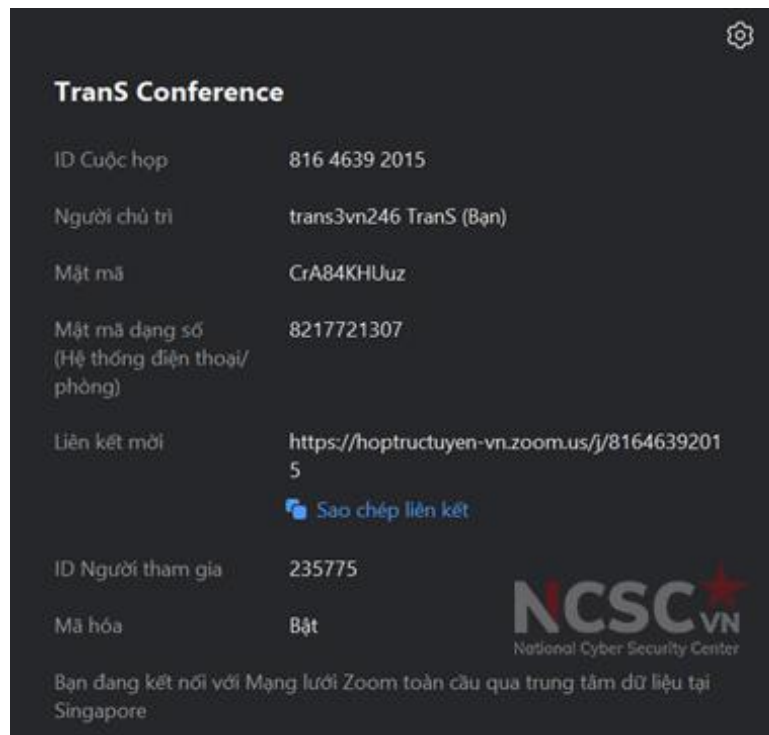 TranS Conference
ID Cuộc họp 816 4639 2015
Người chủ trì trans3vn246 TranS (Bạn)
Mật mã CrA84KHUuz
Mật mã dạng số 8217721307
(Hệ thống điện thoại/
phòng)
Liên kết mời https://hoptructuyen-vn.zoom.us/j/8164639201
5
Sao chép liên kết
ID Người tham gia 235775
Mã hóa Bật
NCSC VN
National Cyber Security Center
Bạn đang kết nối với Mạng lưới Zoom toàn cầu qua trung tâm dữ liệu tại
Singapore